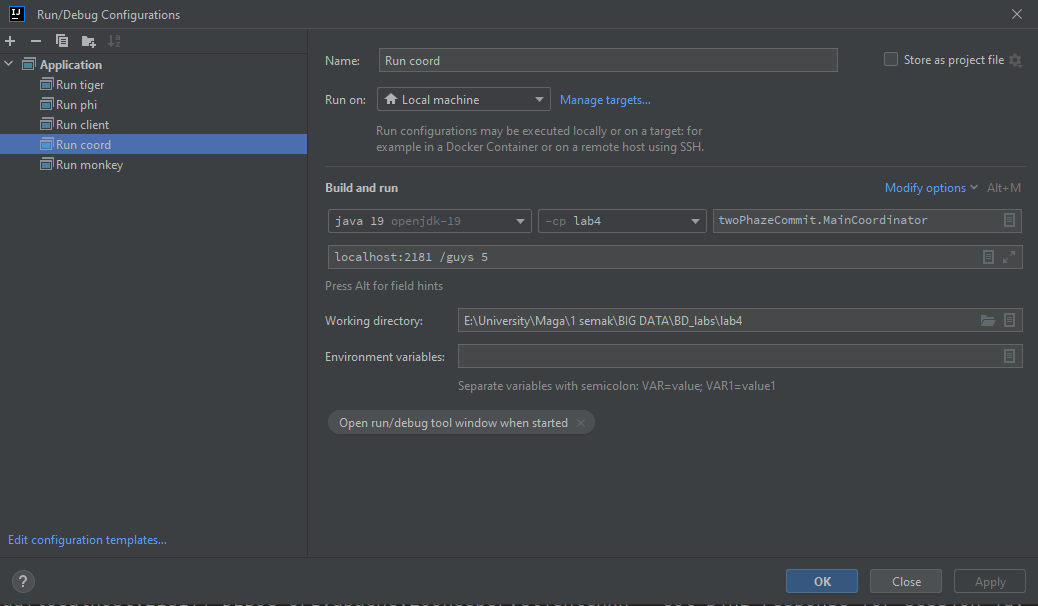 Run/Debug Configurations
Application
Run tiger
Run phi
Run client
Run coord
Run monkey
Edit configuration templates...
Name: Run coord
Store as project file
Run on: Local machine
Manage targets...
Run configurations may be executed locally or on a target: for
example in a Docker Container or on a remote host using SSH.
Build and run
Modify options Alt+M
java 19 openjdk-19
-cp lab4
twoPhazeCommit.MainCoordinator
localhost:2181 /guys 5
Press Alt for field hints
Working directory: E:\University\Maga\1 semak\BIG DATA\BD_labs\lab4
Environment variables:
Separate variables with semicolon: VAR=value; VAR1=value1
Open run/debug tool window when started
? OK Close Apply